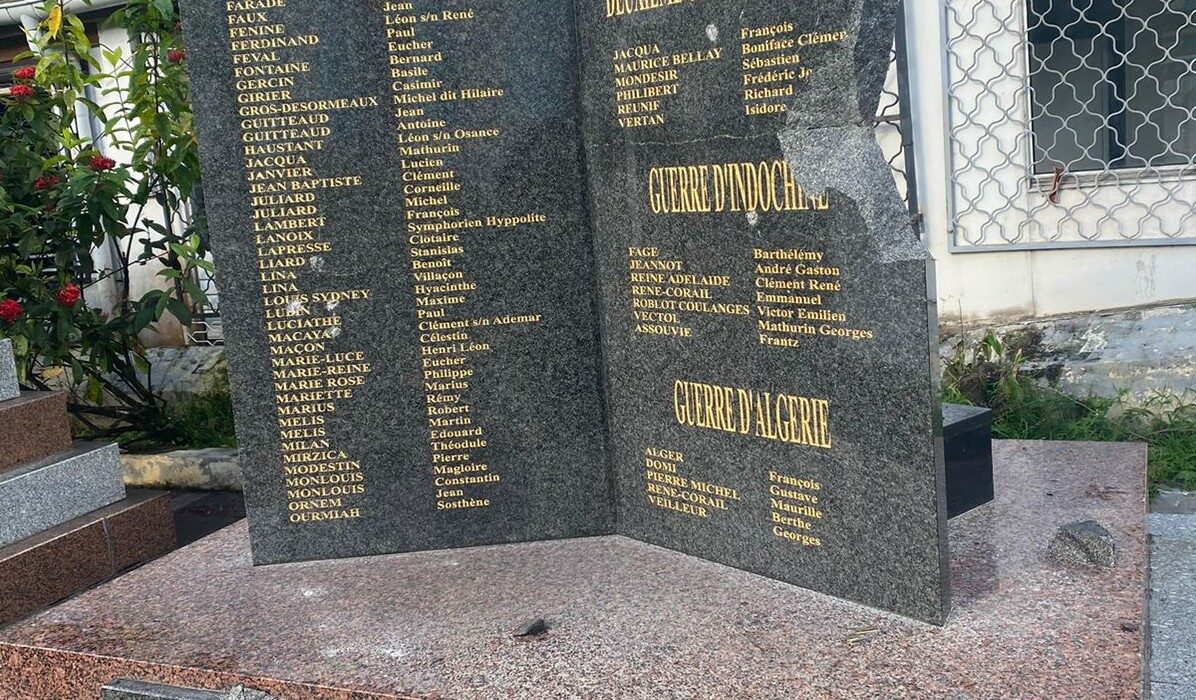 FARADE
FAUX
FENINE
FERDINAND
FEVAL
FONTAINE
GERCIN
GIRIER
GROS-DESORMEAUX
GUITTEAUD
GUITTEAUD
HAUSTANT
JACQUA
JANVIER
JEAN BAPTISTE
JULIARD
JULIARD
LAMBERT
LANOIX
LAPRESSE
LIARD
LINA
LINA
LOUIS SYDNEY
LUBIN
LUCIATHE
MACAYA
MAÇON
MARIE-LUCE
MARIE-REINE
MARIE ROSE
MARIETTE
MARIUS
MELIS
MELIS
MILAN
MIRZICA
MODESTIN
MONLOUIS
MONLOUIS
ORNEM
OURMIAH
Jean
Léon s/n René
Paul
Eucher
Bernard
Basile
Casimir
Michel dit Hilaire
Jean
Antoine
Léon s/n Osance
Mathurin
Lucien
Clément
Corneille
Michel
François
Symphorien Hyppolite
Clotaire
Stanislas
Benoît
Villaçon
Hyacinthe
Maxime
Paul
Clément s/n Ademar
Célestin
Henri Léon
Eucher
Philippe
Marius
Rémy
Robert
Martin
Edouard
Théodule
Pierre
Magloire
Constantin
Jean
Sosthène
DEUXIEME
JACQUA
MAURICE BELLAY
MONDESIR
PHILIBERT
REUNIF
VERTAN
François
Boniface Clémen
Sébastien
Frédéric
Richard
Isidore
GUERRE D'INDOCHINE
FAGE
JEANNOT
REINE ADELAIDE
RENE-CORAIL
ROBLOT COULANGES
VECTOL
ASSOUVIE
Barthélémy
André Gaston
Clément René
Emmanuel
Victor Emilien
Mathurin Georges
Frantz
GUERRE D'ALGERIE
ALGER
DOMI
PIERRE MICHEL
RENE-CORAIL
VEILLEUR
François
Gustave
Maurille
Berthe
Georges